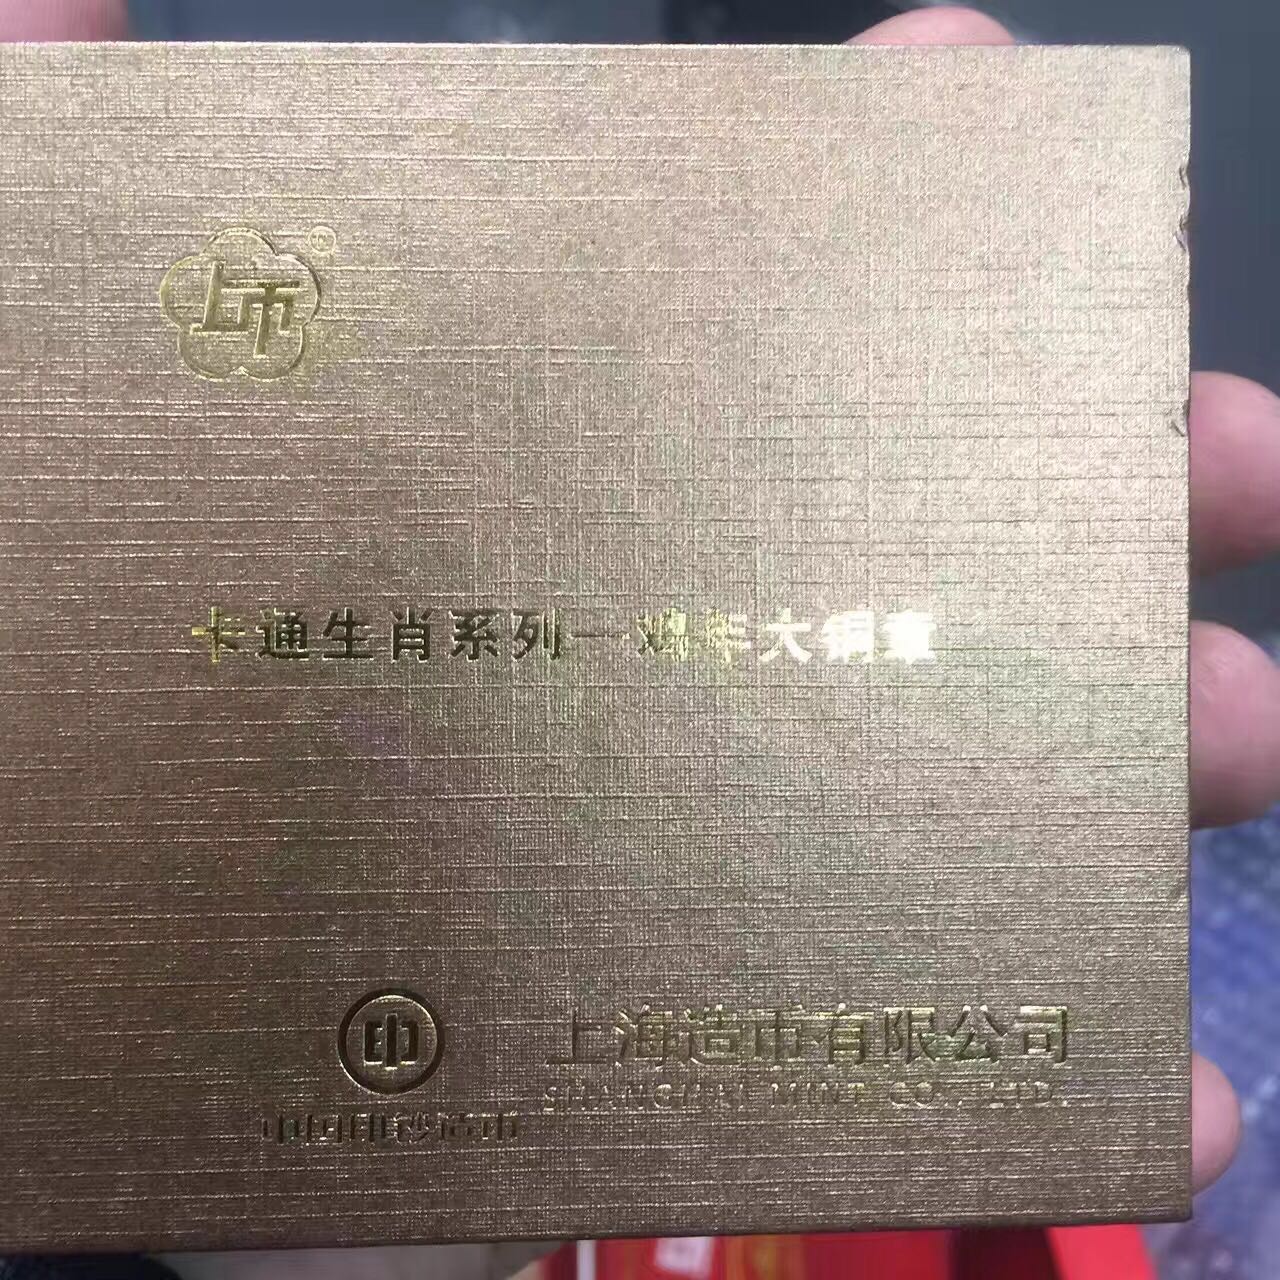 上币®
卡通生肖系列—鸡年大铜章
上海造币有限公司
SHANGHAI MINT CO., LTD.
中国印钞造币